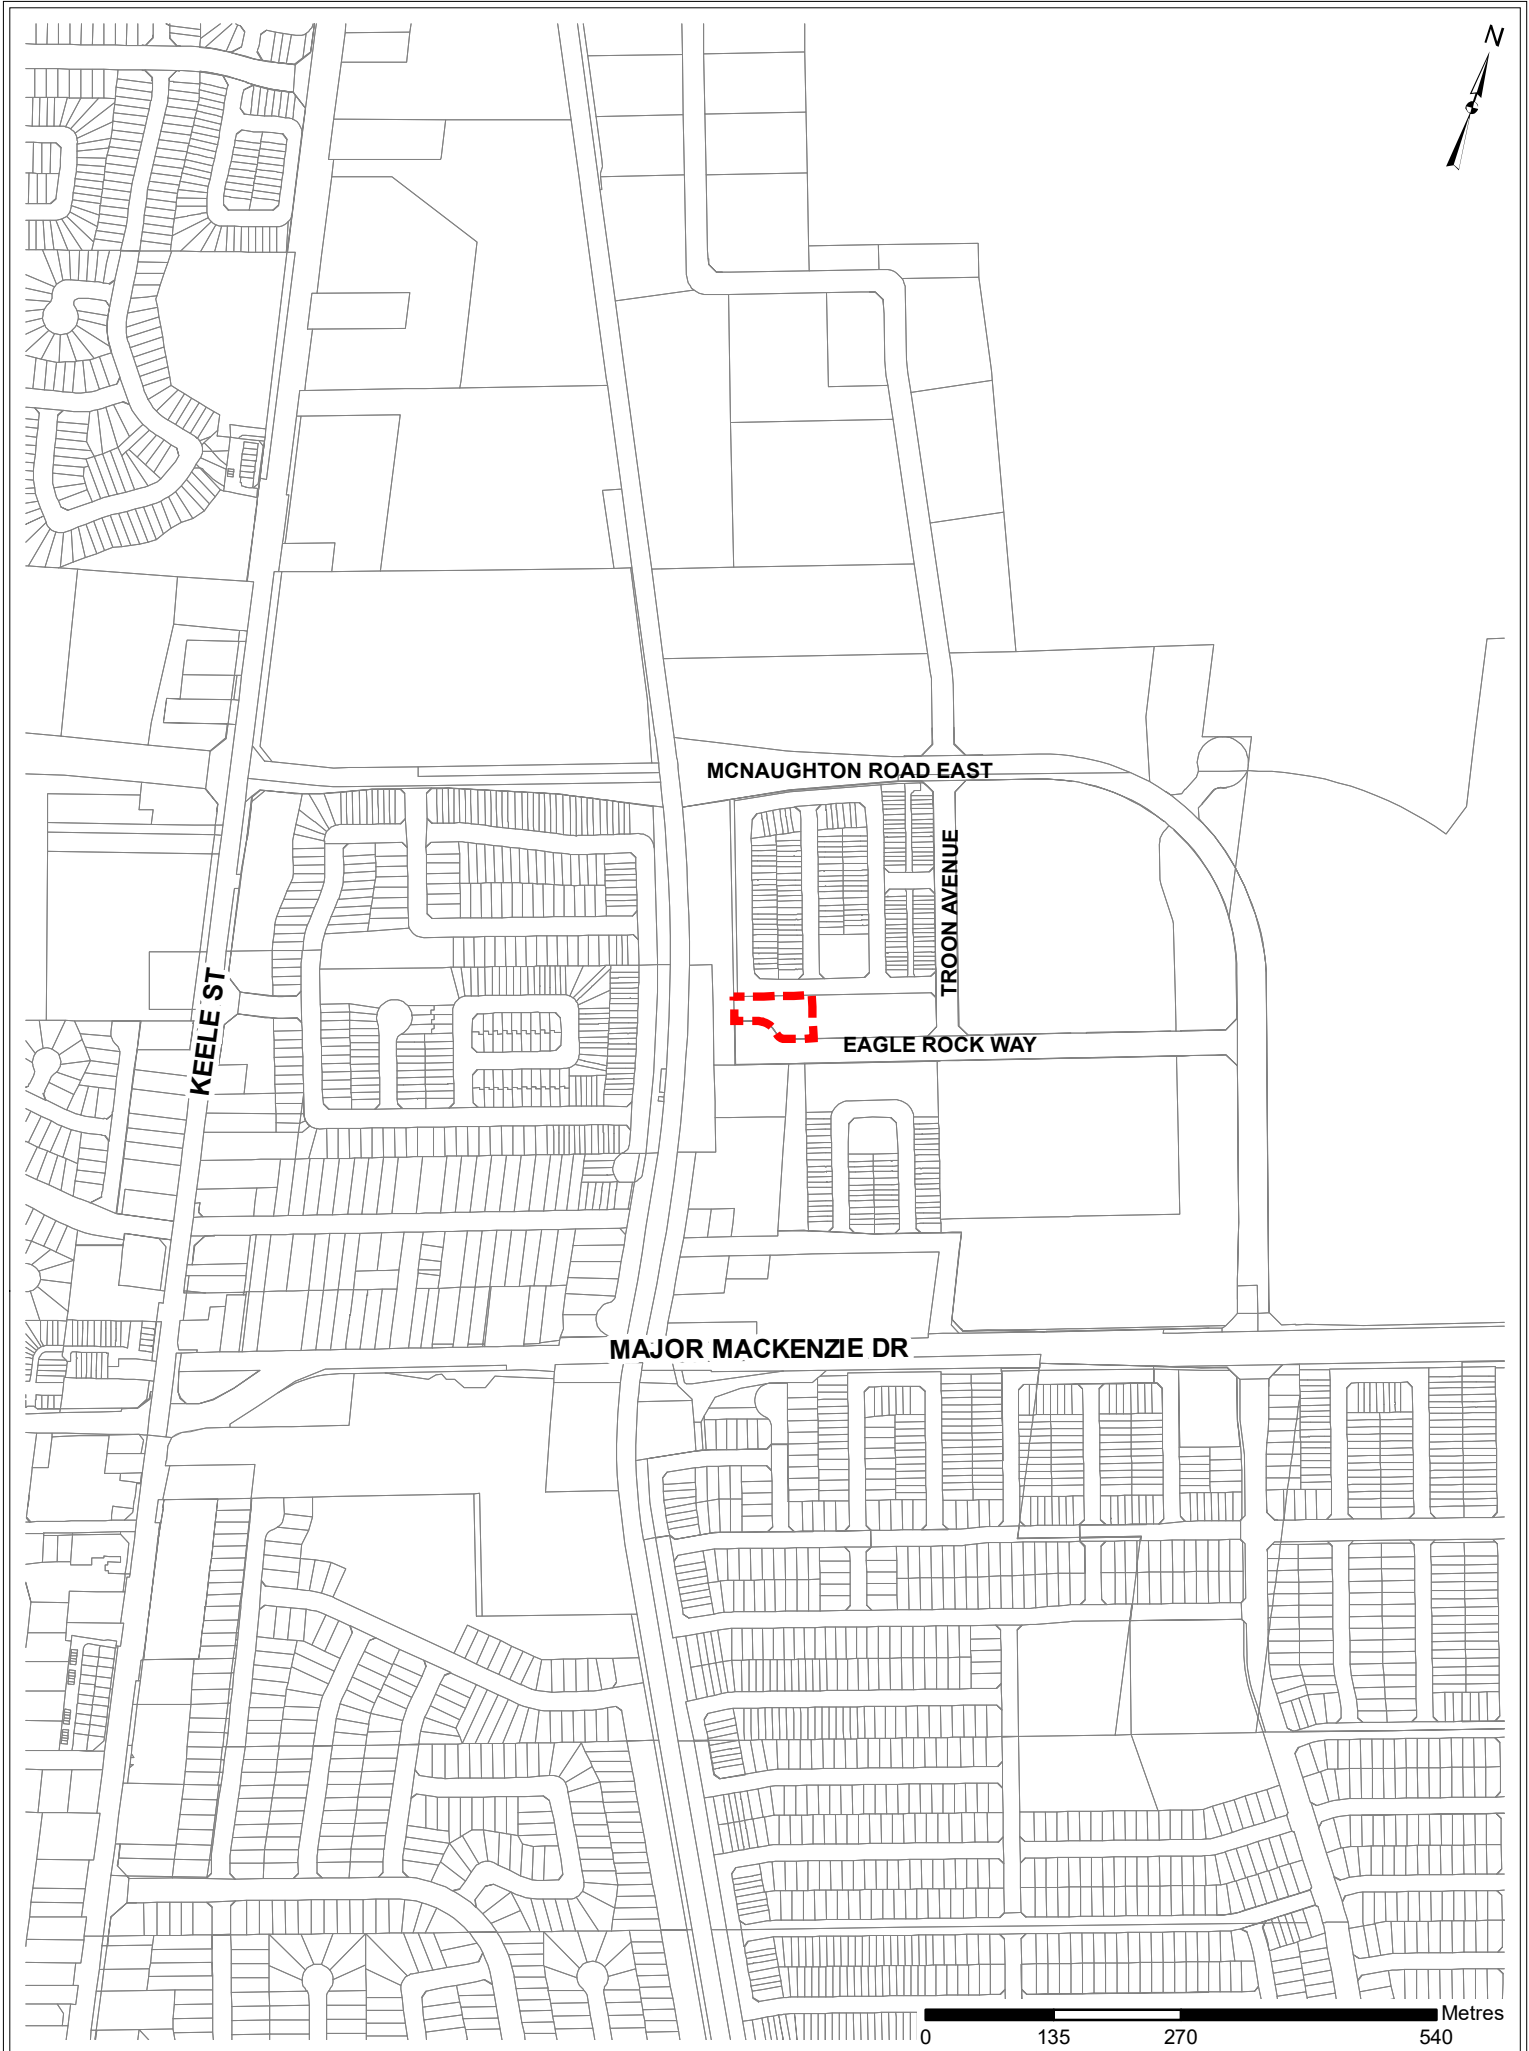 N
MCNAUGHTON ROAD EAST
TROON AVENUE
KEELE ST
EAGLE ROCK WAY
MAJOR MACKENZIE DR
Metres
0 135 270 540